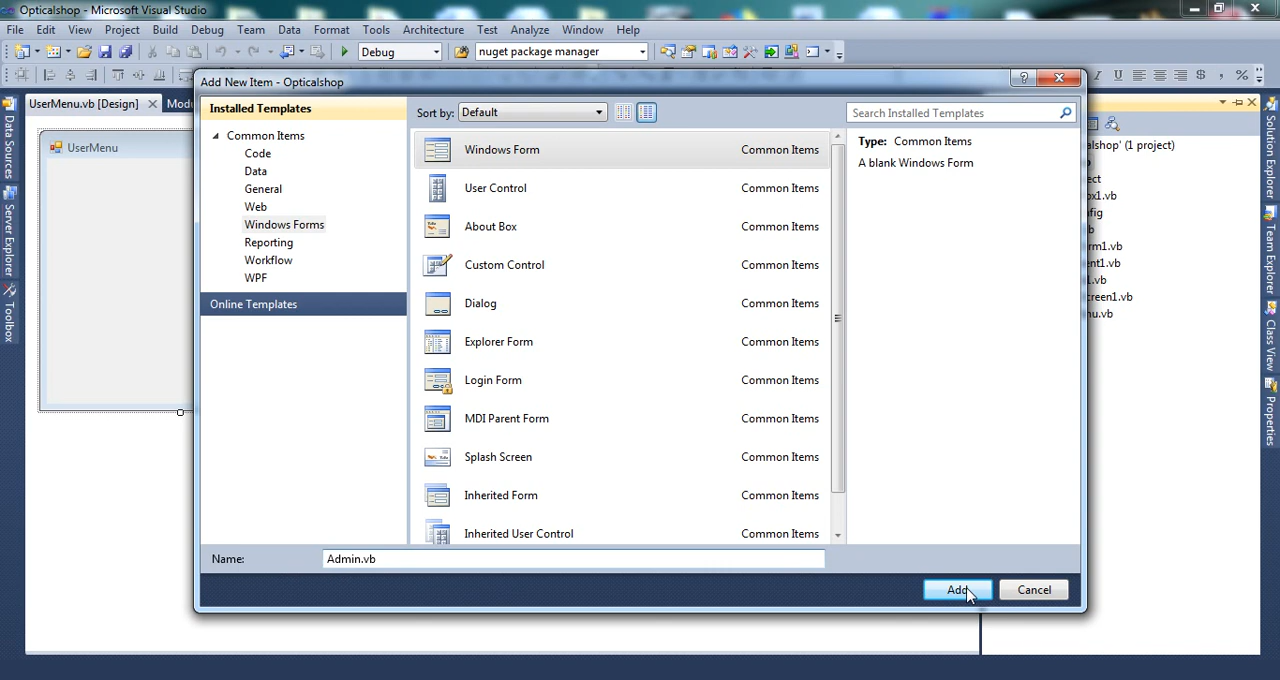 Opticalshop - Microsoft Visual Studio
File Edit View Project Build Debug Team Data Format Tools Architecture Test Analyze Window Help
Debug nuget package manager
UserMenu.vb [Design]
Add New Item - Opticalshop
Installed Templates
Common Items
Code
Data
General
Web
Windows Forms
Reporting
Workflow
WPF
Online Templates
Sort by: Default
Windows Form Common Items
User Control Common Items
About Box Common Items
Custom Control Common Items
Dialog Common Items
Explorer Form Common Items
Login Form Common Items
MDI Parent Form Common Items
Splash Screen Common Items
Inherited Form Common Items
Inherited User Control Common Items
Search Installed Templates
Type: Common Items
A blank Windows Form
Name: Admin.vb
Add Cancel
UserMenu
Data Sources
Server Explorer
Toolbox
alshop' (1 project)
Solution Explorer
Team Explorer
Class View
Properties